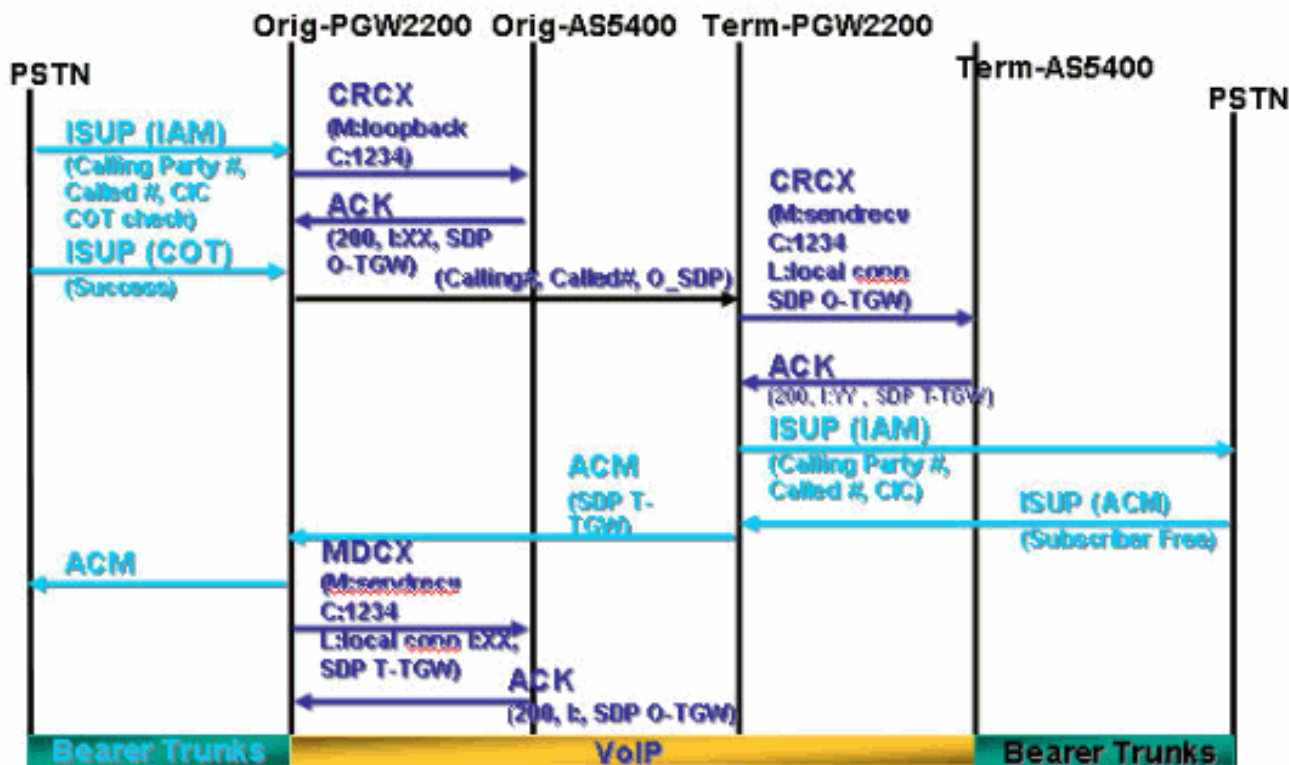 Orig-PGW2200
Orig-AS5400
Term-PGW2200
Term-AS5400
PSTN
PSTN
ISUP (IAM)
(Calling Party #,
Called #, CIC
COT check)
CRCX
(M:loopback
C:1234)
ACK
(200, I:XX, SDP
O-TGW)
ISUP (COT)
(Success)
(Calling#, Called#, O_SDP)
CRCX
(M:sendrecv
C:1234
L:local conn
SDP O-TGW)
ACK
(200, I:YY , SDP T-TGW)
ISUP (IAM)
(Calling Party #,
Called #, CIC)
ISUP (ACM)
(Subscriber Free)
ACM
(SDP T-
TGW)
ACM
MDCX
(M:sendrecv
C:1234
L:local conn I:XX,
SDP T-TGW)
ACK
(200, I:, SDP O-TGW)
Bearer Trunks
VoIP
Bearer Trunks